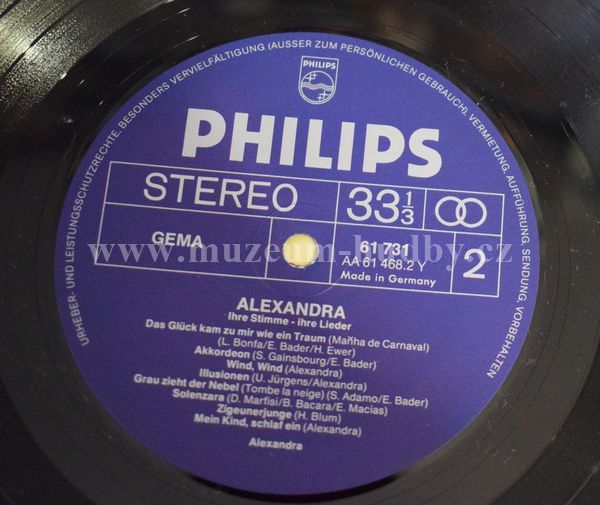 URHEBER- UND LEISTUNGSSCHUTZRECHTE, BESONDERS VERVIELFÄLTIGUNG (AUSSER ZUM PERSÖNLICHEN GEBRAUCH), VERMIETUNG, AUFFÜHRUNG, SENDUNG, VORBEHALTEN
PHILIPS
PHILIPS
STEREO 33 1/3
GEMA 61 731 2
AA 61 468.2 Y
Made in Germany
www.muzeum-hudby.cz
ALEXANDRA
Ihre Stimme - ihre Lieder
Das Glück kam zu mir wie ein Traum (Mañha de Carnaval)
(L. Bonfa/E. Bader/H. Ewer)
Akkordeon (S. Gainsbourg/E. Bader)
Wind, Wind (Alexandra)
Illusionen (U. Jürgens/Alexandra)
Grau zieht der Nebel (Tombe la neige) (S. Adamo/E. Bader)
Solenzara (D. Marfisi/B. Bacara/E. Macias)
Zigeunerjunge (H. Blum)
Mein Kind, schlaf ein (Alexandra)
Alexandra